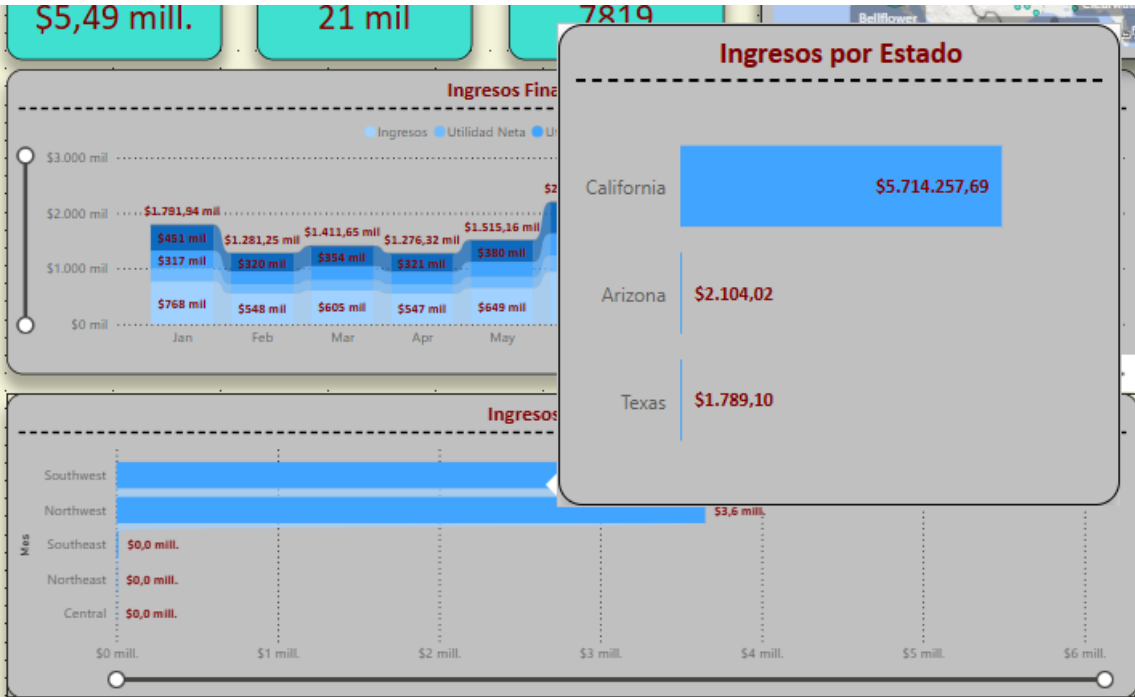 $5,49 mill.
21 mil
7819
Bellflower
Ingresos por Estado
California
$5.714.257,69
Arizona
$2.104,02
Texas
$1.789,10
Ingresos Fina
Ingresos Utilidad Neta Ut
$3.000 mil
$2.000 mil
$1.000 mil
$0 mil
$1.791,94 mil
$1.281,25 mil
$1.411,65 mil
$1.276,32 mil
$1.515,16 mil
$2
$451 mil
$320 mil
$354 mil
$321 mil
$380 mil
$317 mil
$768 mil
$548 mil
$605 mil
$547 mil
$649 mil
Jan Feb Mar Apr May
Ingresos
Mes
Southwest
Northwest
$3,6 mill.
Southeast
$0,0 mill.
Northeast
$0,0 mill.
Central
$0,0 mill.
$0 mill. $1 mill. $2 mill. $3 mill. $4 mill. $5 mill. $6 mill.